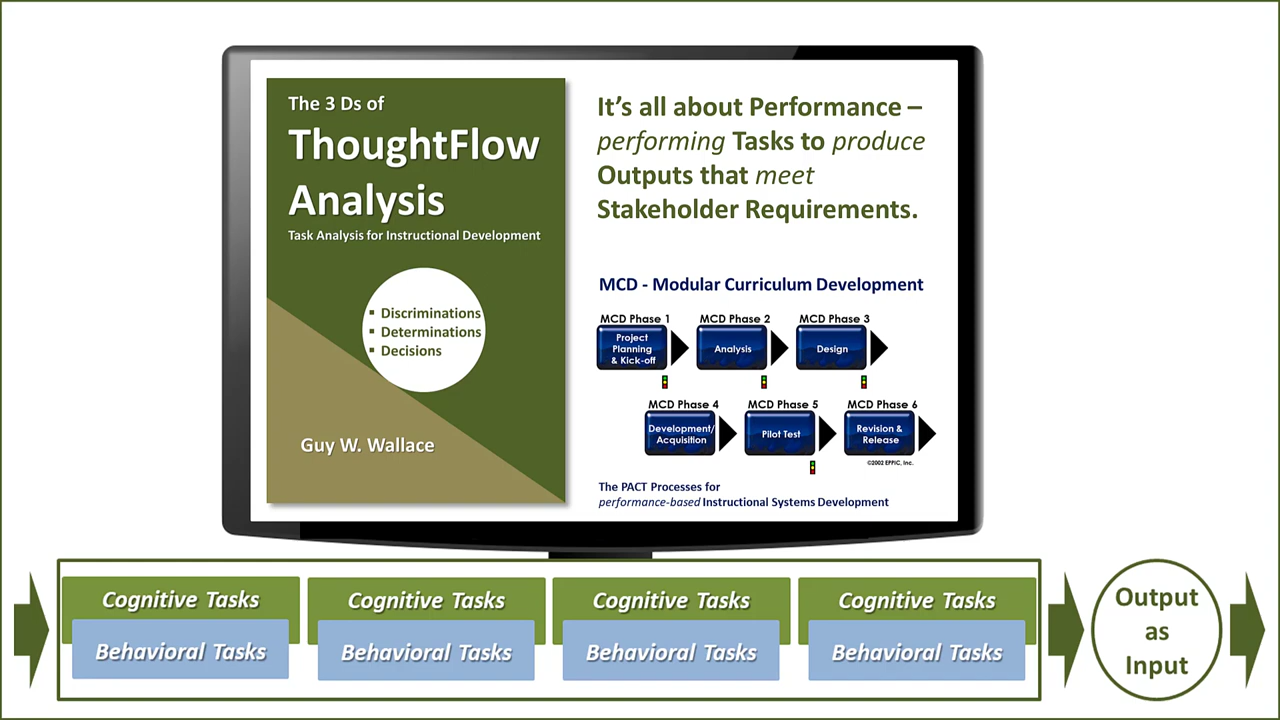 The 3 Ds of
ThoughtFlow
Analysis
Task Analysis for Instructional Development
▪ Discriminations
▪ Determinations
▪ Decisions
Guy W. Wallace
It's all about Performance –
performing Tasks to produce
Outputs that meet
Stakeholder Requirements.
MCD - Modular Curriculum Development
MCD Phase 1
Project
Planning
& Kick-off
MCD Phase 2
Analysis
MCD Phase 3
Design
MCD Phase 4
Development/
Acquisition
MCD Phase 5
Pilot Test
MCD Phase 6
Revision &
Release
©2002 EPPIC, Inc.
The PACT Processes for
performance-based Instructional Systems Development
Cognitive Tasks
Behavioral Tasks
Cognitive Tasks
Behavioral Tasks
Cognitive Tasks
Behavioral Tasks
Cognitive Tasks
Behavioral Tasks
Output
as
Input